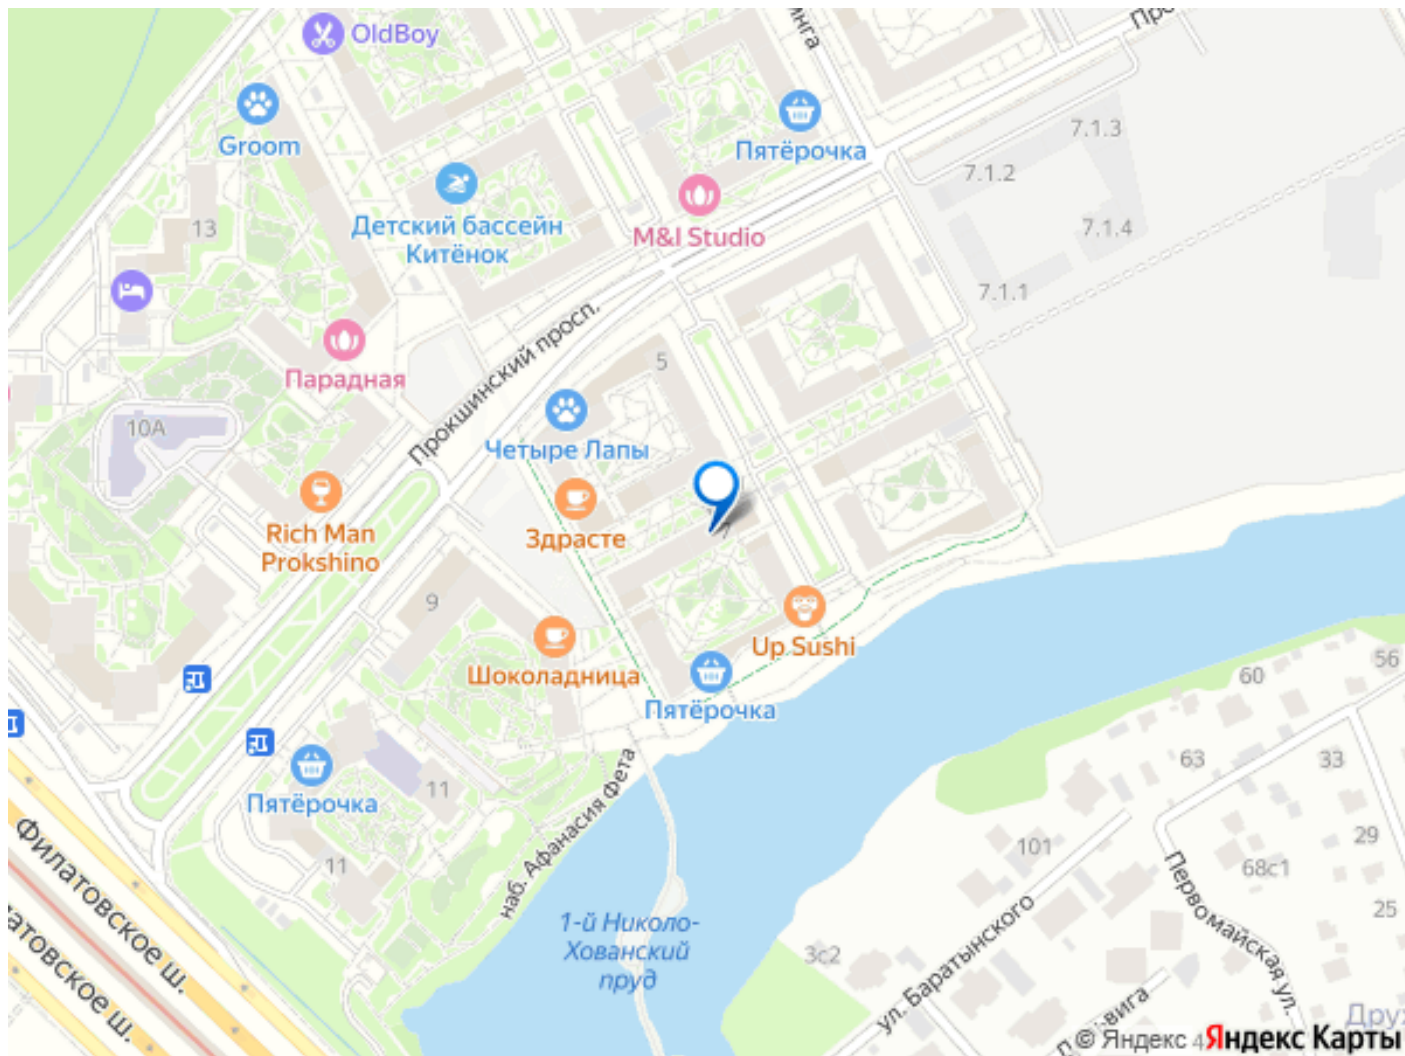 OldBoy
Groom
Пятёрочка
7.1.3
7.1.2
Детский бассейн
Китёнок
M&I Studio
13
7.1.4
7.1.1
Прокшинский просп.
Парадная
5
10А
Четыре Лапы
Rich Man
Prokshino
Здрасте
7
9
Up Sushi
Шоколадница
Пятёрочка
56
60
63
33
Пятёрочка
11
наб. Афанасия Фета
Филатовское ш.
11
101
29
68с1
Первомайская ул.
25
1-й Николо-
Хованский
пруд
3с2
ул. Баратынского
© Яндекс
Яндекс Карты